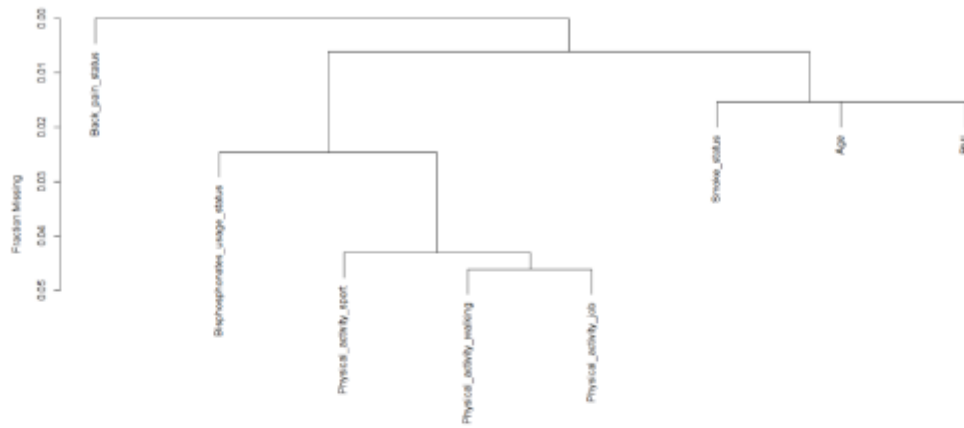 Fraction Missing
0.00
0.01
0.02
0.03
0.04
0.05
Back_pain_status
Bisphosphonates_usage_status
Physical_activity_sport
Physical_activity_walking
Physical_activity_job
Smoke_status
Age